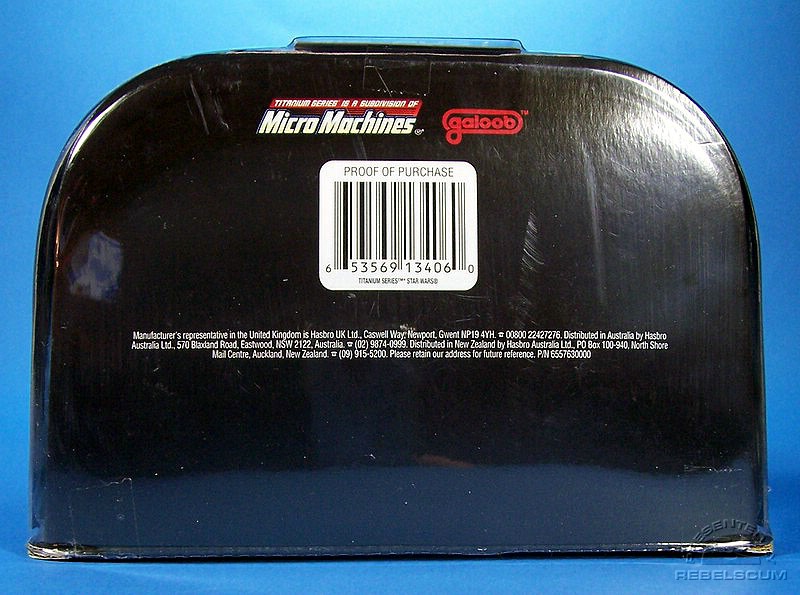 TITANIUM SERIES™ IS A SUBDIVISION OF
MICRO MACHINES®
galoob™
PROOF OF PURCHASE
6 53569 13406 0
TITANIUM SERIES™ STAR WARS®
Manufacturer's representative in the United Kingdom is Hasbro UK Ltd., Caswell Way, Newport, Gwent NP19 4YH. ☎ 00800 22427276. Distributed in Australia by Hasbro
Australia Ltd., 570 Blaxland Road, Eastwood, NSW 2122, Australia. ☎ (02) 9874-0999. Distributed in New Zealand by Hasbro Australia Ltd., PO Box 100-940, North Shore
Mail Centre, Auckland, New Zealand. ☎ (09) 915-5200. Please retain our address for future reference. P/N 6557630000
PRESENTED BY
REBELSCUM